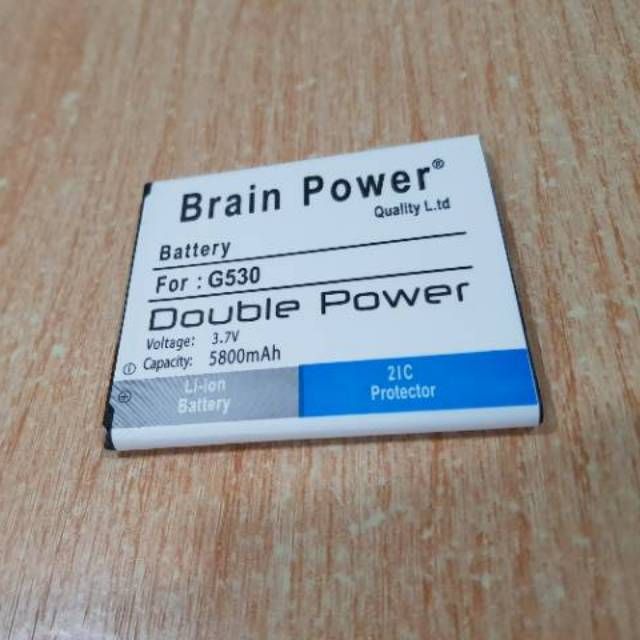 Brain Power®
Quality L.td
Battery
For : G530
Double Power
Voltage: 3.7V
Capacity: 5800mAh
Li-ion
Battery
2IC
Protector